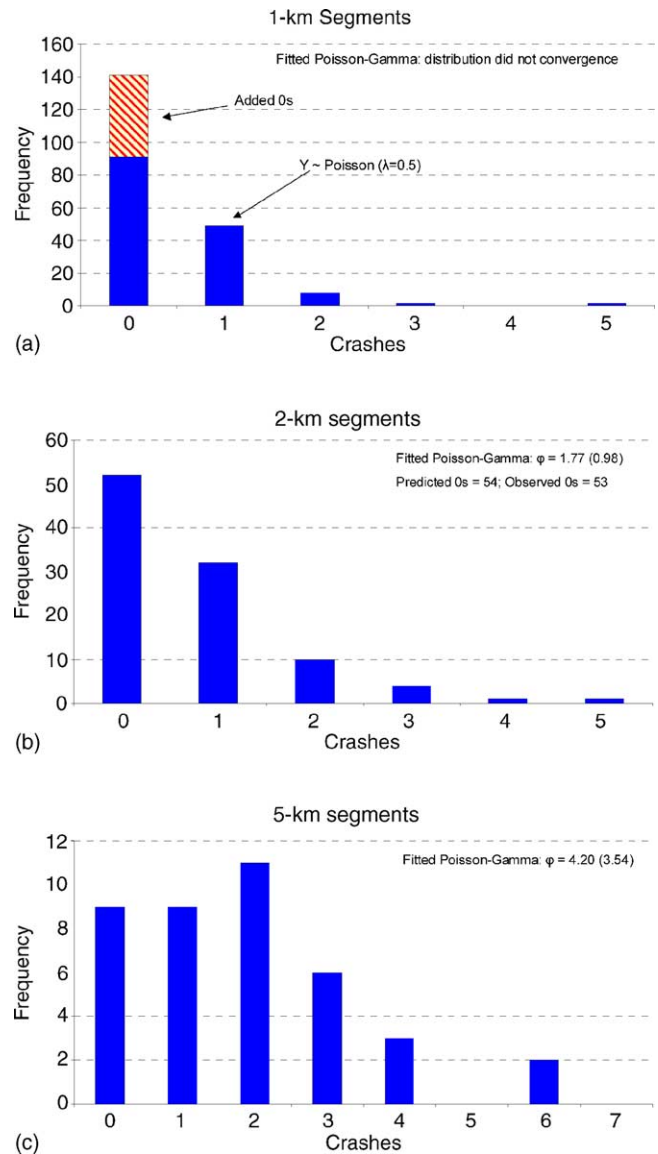 1-km Segments
160
140
120
100
80
60
40
20
0
Frequency
Fitted Poisson-Gamma: distribution did not convergence
Added 0s
Y ~ Poisson (λ=0.5)
0 1 2 3 4 5
Crashes
(a)
2-km segments
60
50
40
30
20
10
0
Frequency
Fitted Poisson-Gamma: φ = 1.77 (0.98)
Predicted 0s = 54; Observed 0s = 53
0 1 2 3 4 5
Crashes
(b)
5-km segments
12
10
8
6
4
2
0
Frequency
Fitted Poisson-Gamma: φ = 4.20 (3.54)
0 1 2 3 4 5 6 7
Crashes
(c)